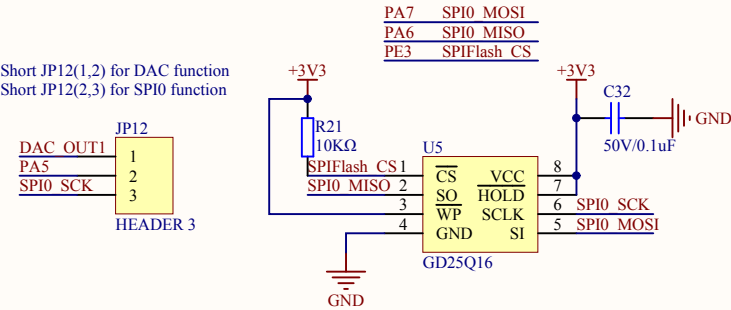 PA7 SPI0_MOSI
PA6 SPI0_MISO
PE3 SPIFlash_CS
Short JP12(1,2) for DAC function
Short JP12(2,3) for SPI0 function
JP12
DAC_OUT1 1
PA5 2
SPI0_SCK 3
HEADER 3
+3V3
R21
10KΩ
+3V3
C32
50V/0.1uF
GND
U5
SPIFlash_CS 1 CS VCC 8
SPI0_MISO 2 SO HOLD 7
3 WP SCLK 6 SPI0_SCK
4 GND SI 5 SPI0_MOSI
GD25Q16
GND